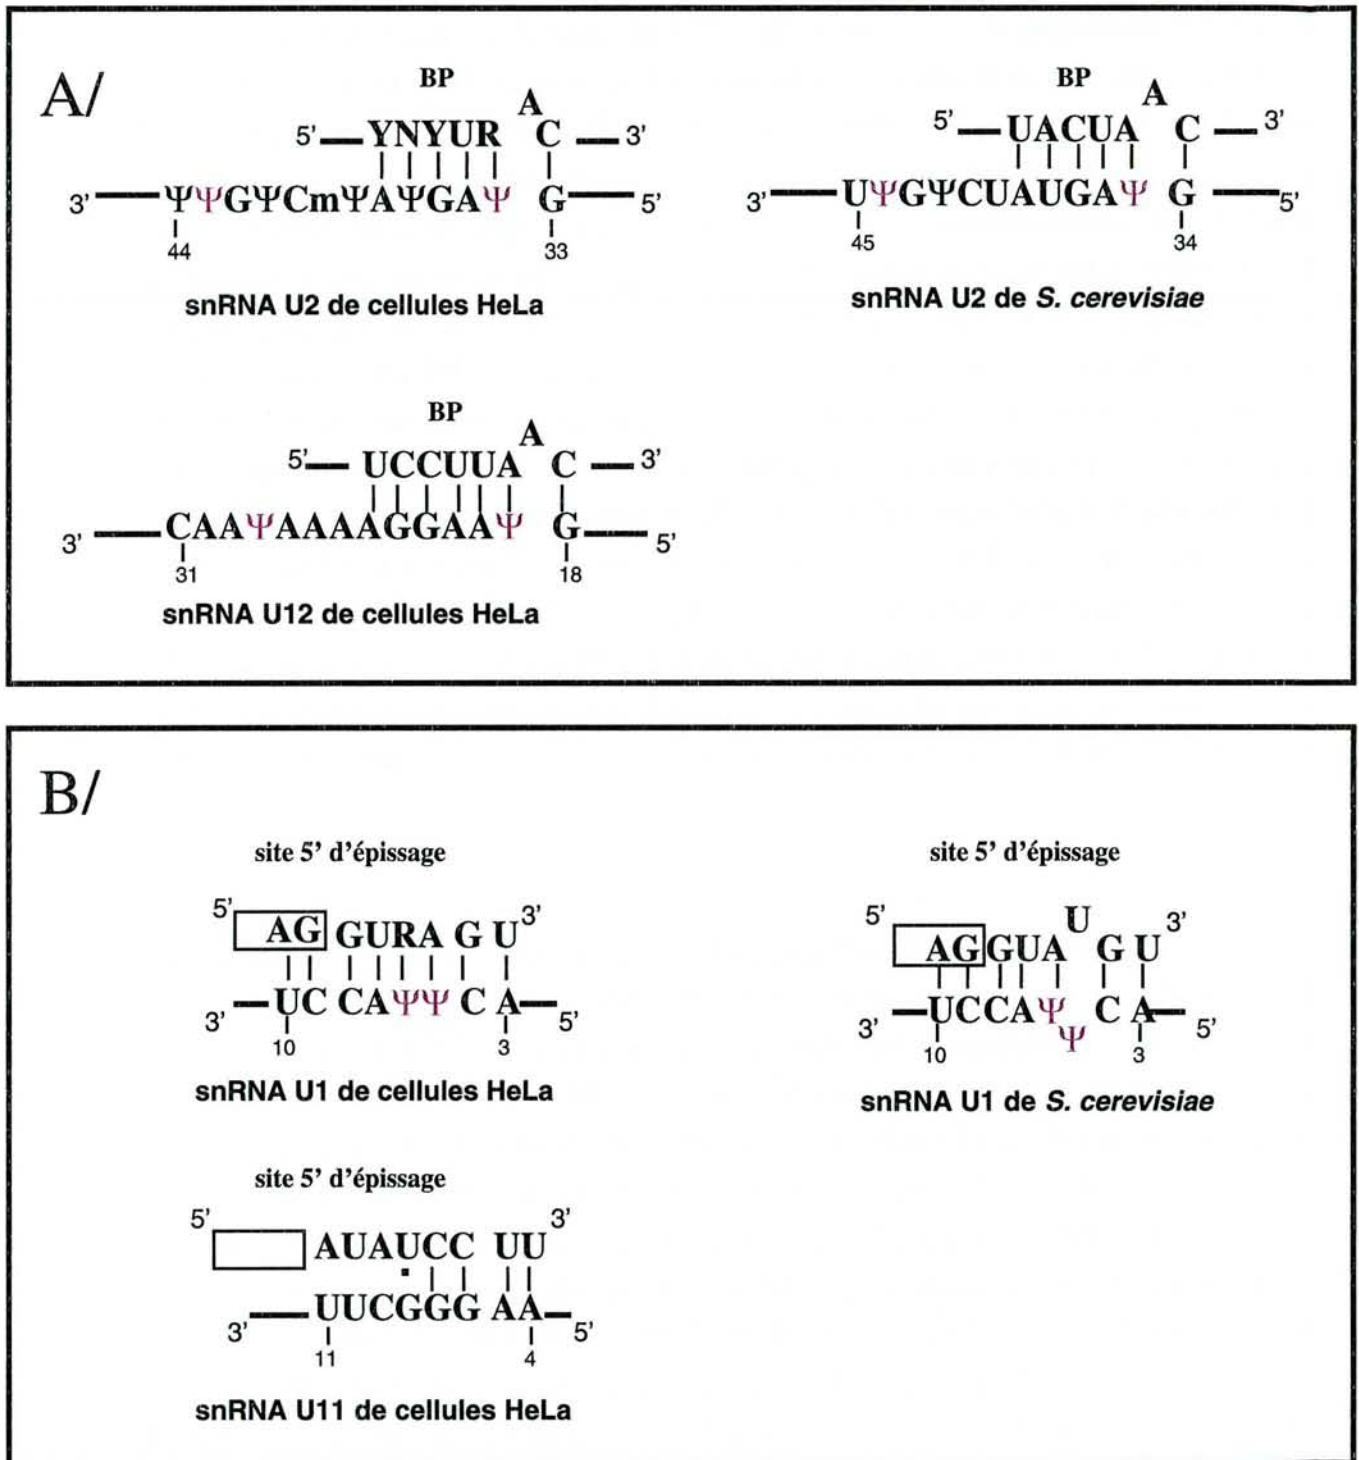 A/
BP
A
5’ YNYUR C 3’
3’ ΨΨGΨCmΨAΨGAΨ G 5’
44 33
snRNA U2 de cellules HeLa
BP
A
5’ UACUA C 3’
3’ UΨGΨCUAUGAΨ G 5’
45 34
snRNA U2 de S. cerevisiae
BP
A
5’ UCCUUA C 3’
3’ CAAΨAAAAGGAAΨ G 5’
31 18
snRNA U12 de cellules HeLa
B/
site 5’ d’épissage
5’ AG GURA G U 3’
3’ UC CAΨΨ C A 5’
10 3
snRNA U1 de cellules HeLa
site 5’ d’épissage
U
5’ AGGUA G U 3’
3’ UCCAΨ C A 5’
Ψ
10 3
snRNA U1 de S. cerevisiae
site 5’ d’épissage
5’ AUAUCC UU 3’
3’ UUCGGG AA 5’
11 4
snRNA U11 de cellules HeLa